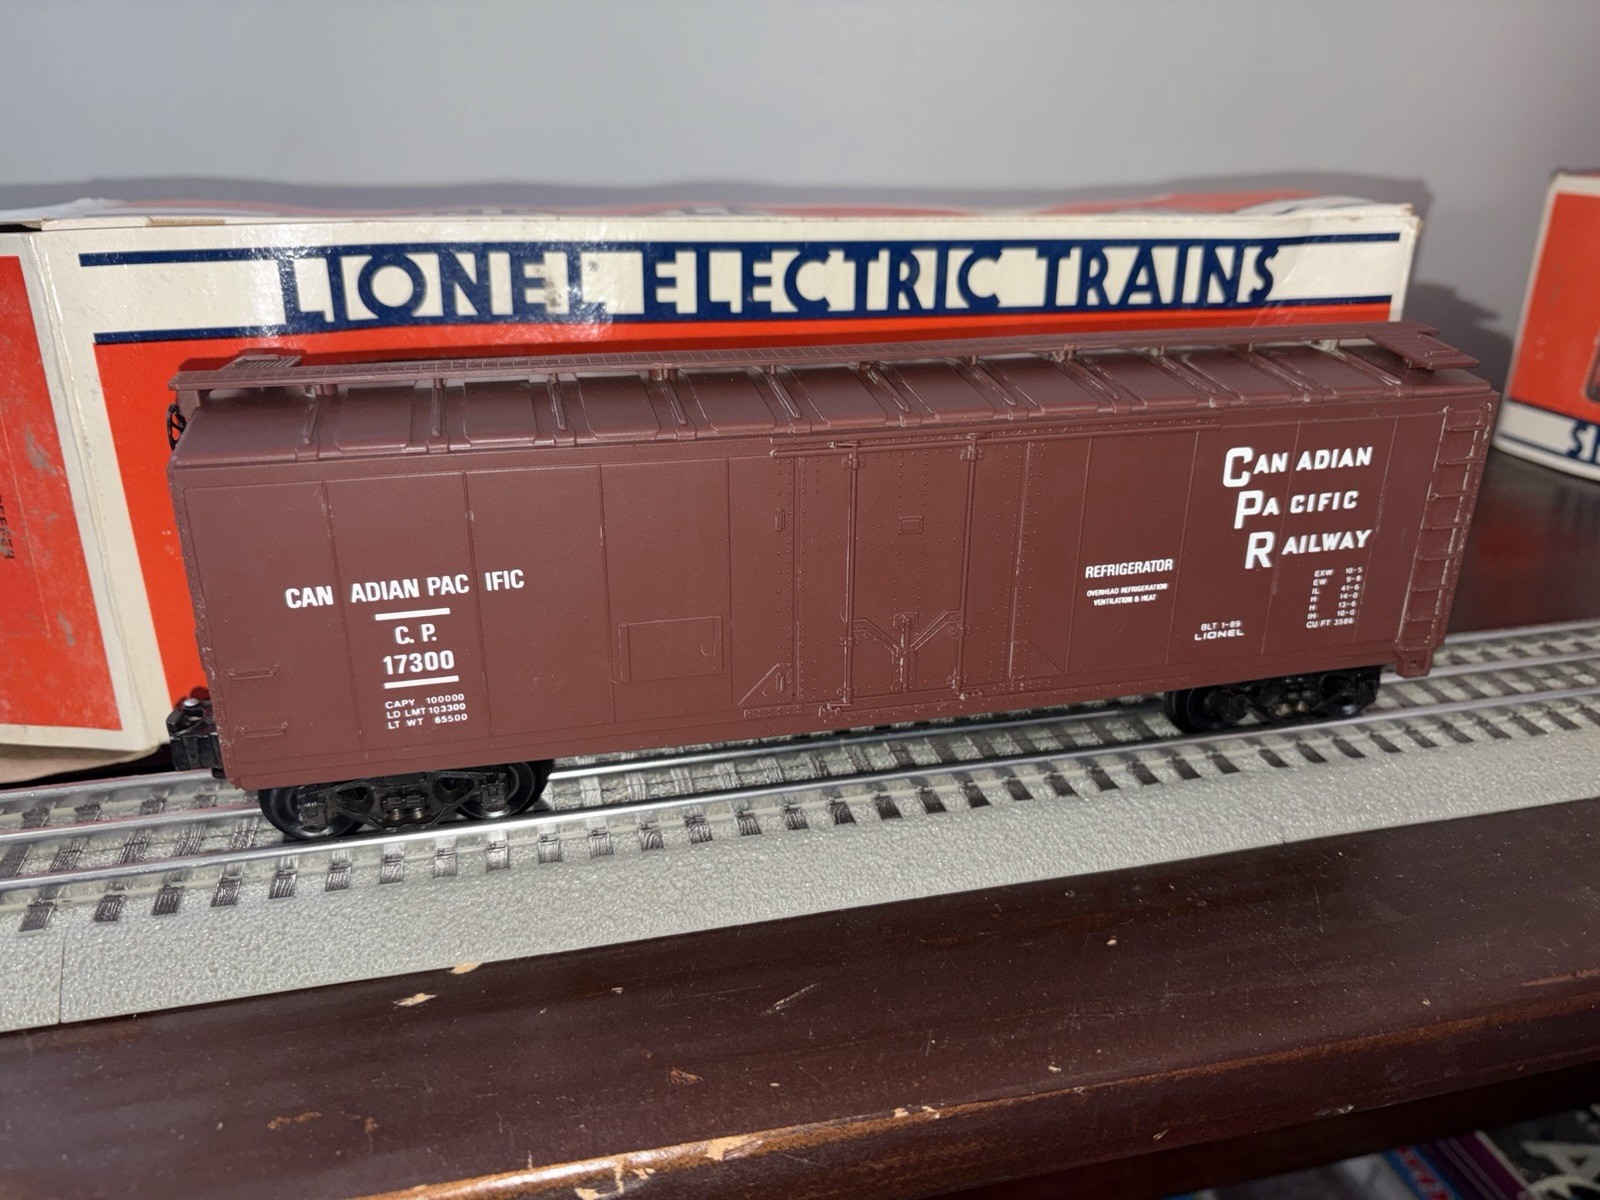 LIONEL ELECTRIC TRAINS
CANADIAN PACIFIC
C. P.
17300
CAPY 100000
LD LMT 103300
LT WT 65500
REFRIGERATOR
OVERHEAD REFRIGERATION
VENTILATION & HEAT
CANADIAN
PACIFIC
RAILWAY
EXW 10-5
EW 9-8
IL 41-6
H 14-0
H 13-6
IH 10-0
CU FT 3586
BLT 1-89
LIONEL